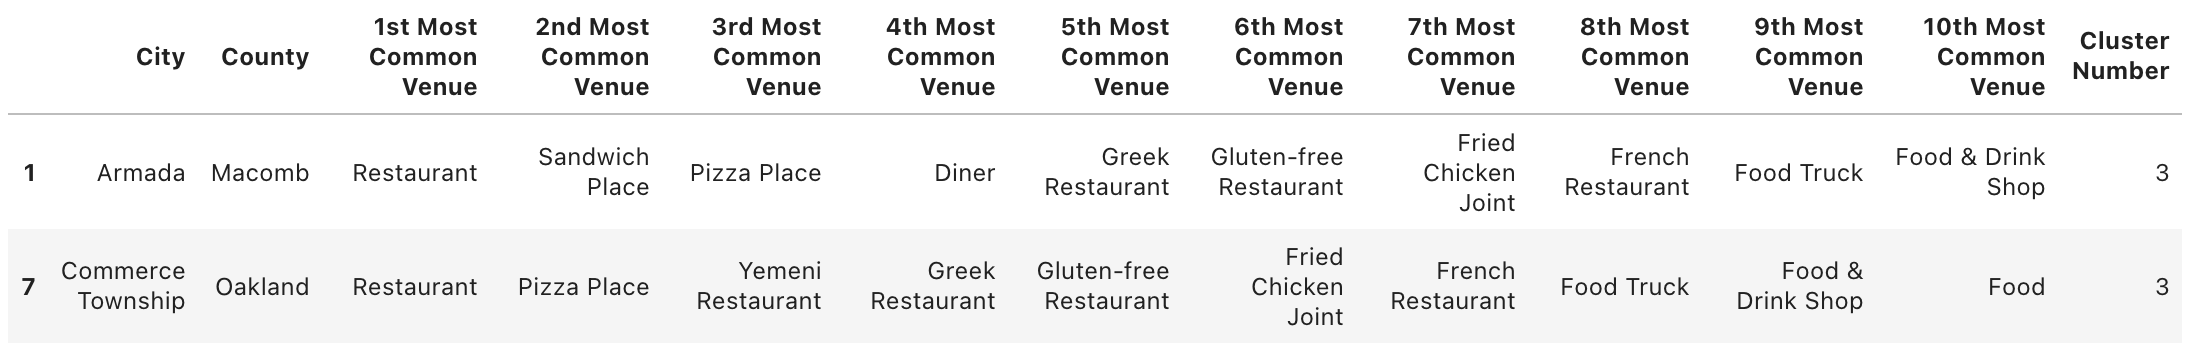 City County 1st Most Common Venue 2nd Most Common Venue 3rd Most Common Venue 4th Most Common Venue 5th Most Common Venue 6th Most Common Venue 7th Most Common Venue 8th Most Common Venue 9th Most Common Venue 10th Most Common Venue Cluster Number
1 Armada Macomb Restaurant Sandwich Place Pizza Place Diner Greek Restaurant Gluten-free Restaurant Fried Chicken Joint French Restaurant Food Truck Food & Drink Shop 3
7 Commerce Township Oakland Restaurant Pizza Place Yemeni Restaurant Greek Restaurant Gluten-free Restaurant Fried Chicken Joint French Restaurant Food Truck Food & Drink Shop Food 3